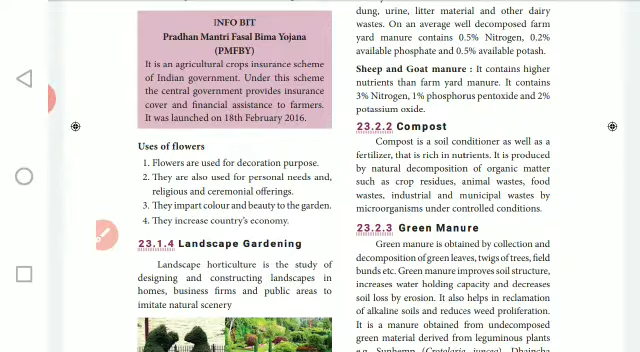 INFO BIT
Pradhan Mantri Fasal Bima Yojana
(PMFBY)
It is an agricultural crops insurance scheme
of Indian government. Under this scheme
the central government provides insurance
cover and financial assistance to farmers.
It was launched on 18th February 2016.
Uses of flowers
1. Flowers are used for decoration purpose.
2. They are also used for personal needs and,
religious and ceremonial offerings.
3. They impart colour and beauty to the garden.
4. They increase country's economy.
23.1.4 Landscape Gardening
Landscape horticulture is the study of
designing and constructing landscapes in
homes, business firms and public areas to
imitate natural scenery
dung, urine, litter material and other dairy
wastes. On an average well decomposed farm
yard manure contains 0.5% Nitrogen, 0.2%
available phosphate and 0.5% available potash.
Sheep and Goat manure : It contains higher
nutrients than farm yard manure. It contains
3% Nitrogen, 1% phosphorus pentoxide and 2%
potassium oxide.
23.2.2 Compost
Compost is a soil conditioner as well as a
fertilizer, that is rich in nutrients. It is produced
by natural decomposition of organic matter
such as crop residues, animal wastes, food
wastes, industrial and municipal wastes by
microorganisms under controlled conditions.
23.2.3 Green Manure
Green manure is obtained by collection and
decomposition of green leaves, twigs of trees, field
bunds etc. Green manure improves soil structure,
increases water holding capacity and decreases
soil loss by erosion. It also helps in reclamation
of alkaline soils and reduces weed proliferation.
It is a manure obtained from undecomposed
green material derived from leguminous plants
e.g. Sunhemp (Crotalaria juncea), Dhaincha